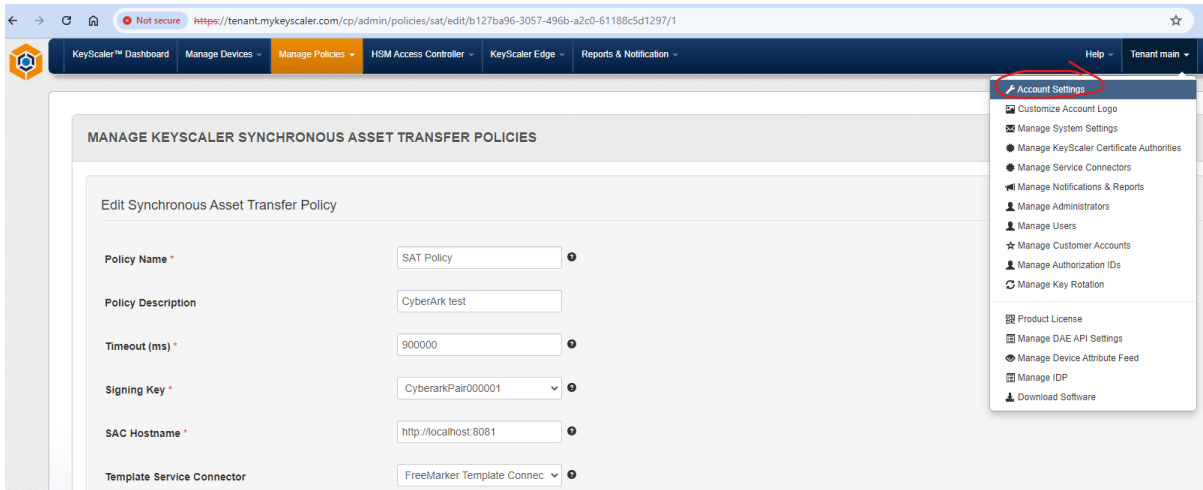 Not secure https://tenant.mykeyscaler.com/cp/admin/policies/sat/edit/b127ba96-3057-496b-a2c0-61188c5d1297/1
KeyScaler™ Dashboard Manage Devices Manage Policies HSM Access Controller KeyScaler Edge Reports & Notification Help Tenant main
Account Settings
Customize Account Logo
Manage System Settings
Manage KeyScaler Certificate Authorities
Manage Service Connectors
Manage Notifications & Reports
Manage Administrators
Manage Users
Manage Customer Accounts
Manage Authorization IDs
Manage Key Rotation
Product License
Manage DAE API Settings
Manage Device Attribute Feed
Manage IDP
Download Software
MANAGE KEYSCALER SYNCHRONOUS ASSET TRANSFER POLICIES
Edit Synchronous Asset Transfer Policy
Policy Name * SAT Policy
Policy Description CyberArk test
Timeout (ms) * 900000
Signing Key * CyberarkPair000001
SAC Hostname * http://localhost:8081
Template Service Connector FreeMarker Template Connec